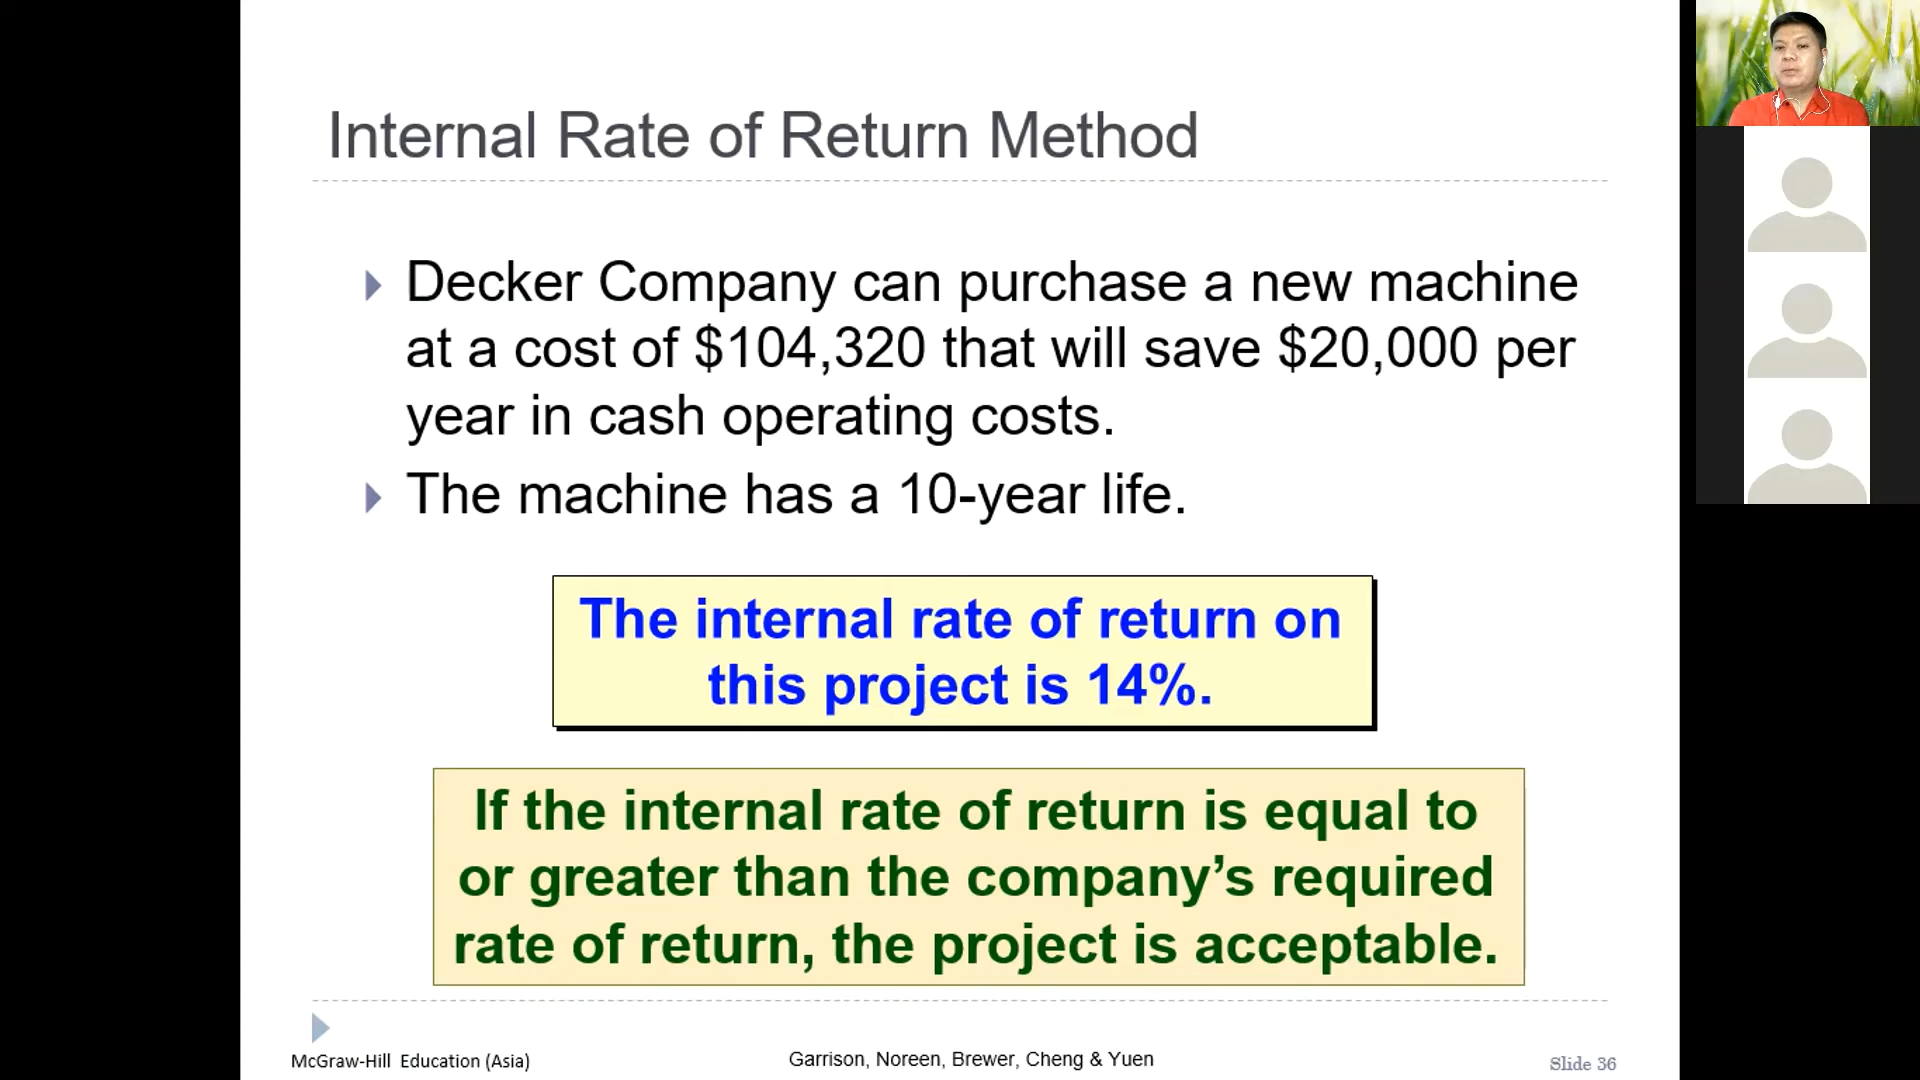 Internal Rate of Return Method
Decker Company can purchase a new machine
at a cost of $104,320 that will save $20,000 per
year in cash operating costs.
The machine has a 10-year life.
The internal rate of return on
this project is 14%.
If the internal rate of return is equal to
or greater than the company’s required
rate of return, the project is acceptable.
McGraw-Hill Education (Asia)
Garrison, Noreen, Brewer, Cheng & Yuen
Slide 36